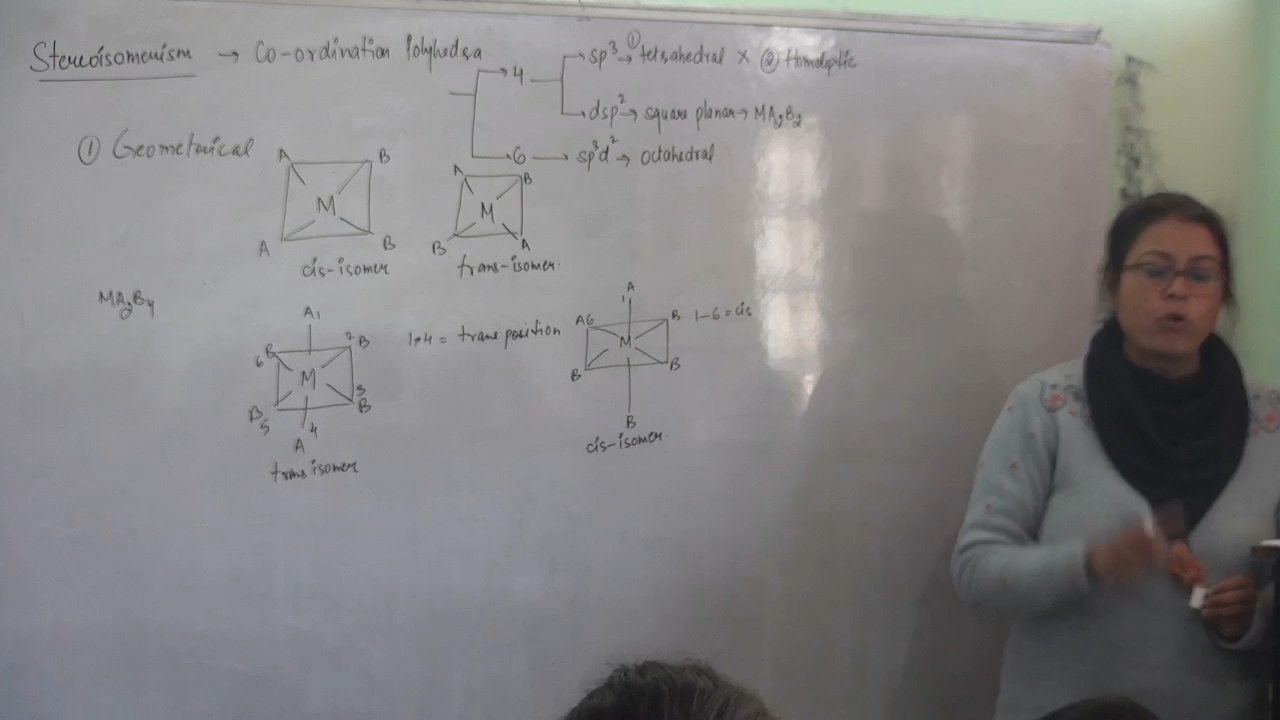 Stereoisomerism → Co-ordination Polyhedra
→ 4
→ sp³ → ① tetrahedral × ② Homoleptic
→ dsp² → square planar → MA₂B₂
→ 6 → sp³d² → octahedral
① Geometrical
A B
M
A B
cis-isomer
A B
M
B A
trans-isomer.
MA₂B₄
A 1
6 B 2 B
M
B 5 3 B
A 4
trans isomer
1,4 = trans position
A
1
A6 B
M
B B
B
cis-isomer.
1-6 = cis